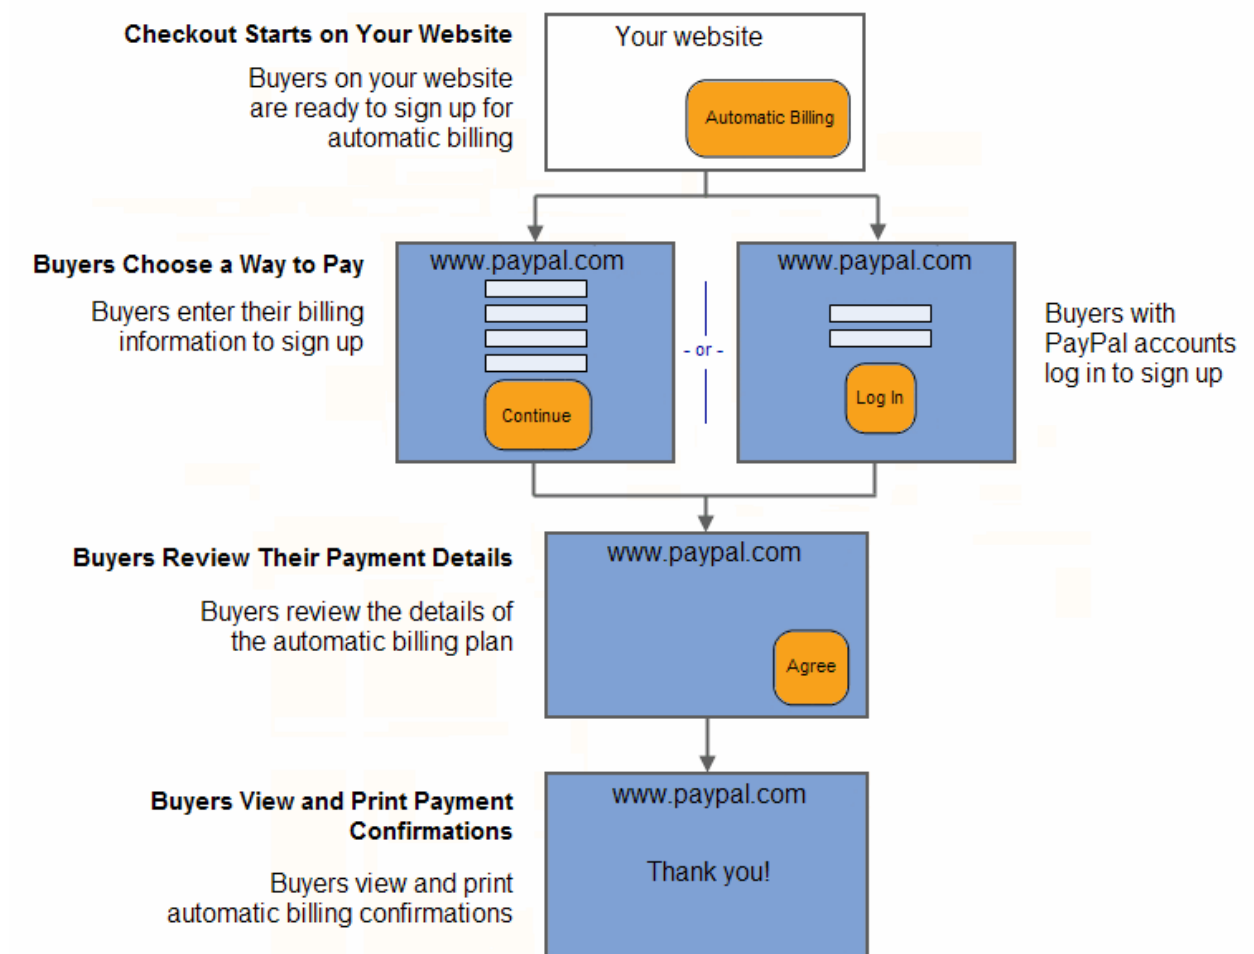 Checkout Starts on Your Website
Buyers on your website
are ready to sign up for
automatic billing
Your website
Automatic Billing
Buyers Choose a Way to Pay
Buyers enter their billing
information to sign up
www.paypal.com
Continue
- or -
www.paypal.com
Log In
Buyers with
PayPal accounts
log in to sign up
Buyers Review Their Payment Details
Buyers review the details of
the automatic billing plan
www.paypal.com
Agree
Buyers View and Print Payment
Confirmations
Buyers view and print
automatic billing confirmations
www.paypal.com
Thank you!